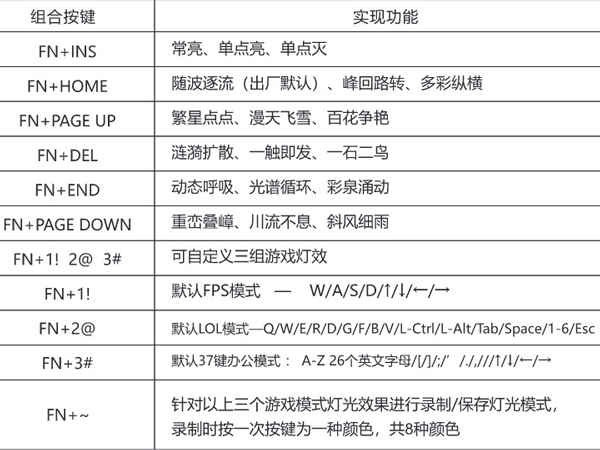 组合按键 实现功能
FN+INS 常亮、单点亮、单点灭
FN+HOME 随波逐流（出厂默认）、峰回路转、多彩纵横
FN+PAGE UP 繁星点点、漫天飞雪、百花争艳
FN+DEL 涟漪扩散、一触即发、一石二鸟
FN+END 动态呼吸、光谱循环、彩泉涌动
FN+PAGE DOWN 重峦叠嶂、川流不息、斜风细雨
FN+1! 2@ 3# 可自定义三组游戏灯效
FN+1! 默认FPS模式 — W/A/S/D/↑/↓/←/→
FN+2@ 默认LOL模式—Q/W/E/R/D/G/F/B/V/L-Ctrl/L-Alt/Tab/Space/1-6/Esc
FN+3# 默认37键办公模式： A-Z 26个英文字母/[/]/;/′/./,///↑/↓/←/→
FN+~ 针对以上三个游戏模式灯光效果进行录制/保存灯光模式，
录制时按一次按键为一种颜色，共8种颜色